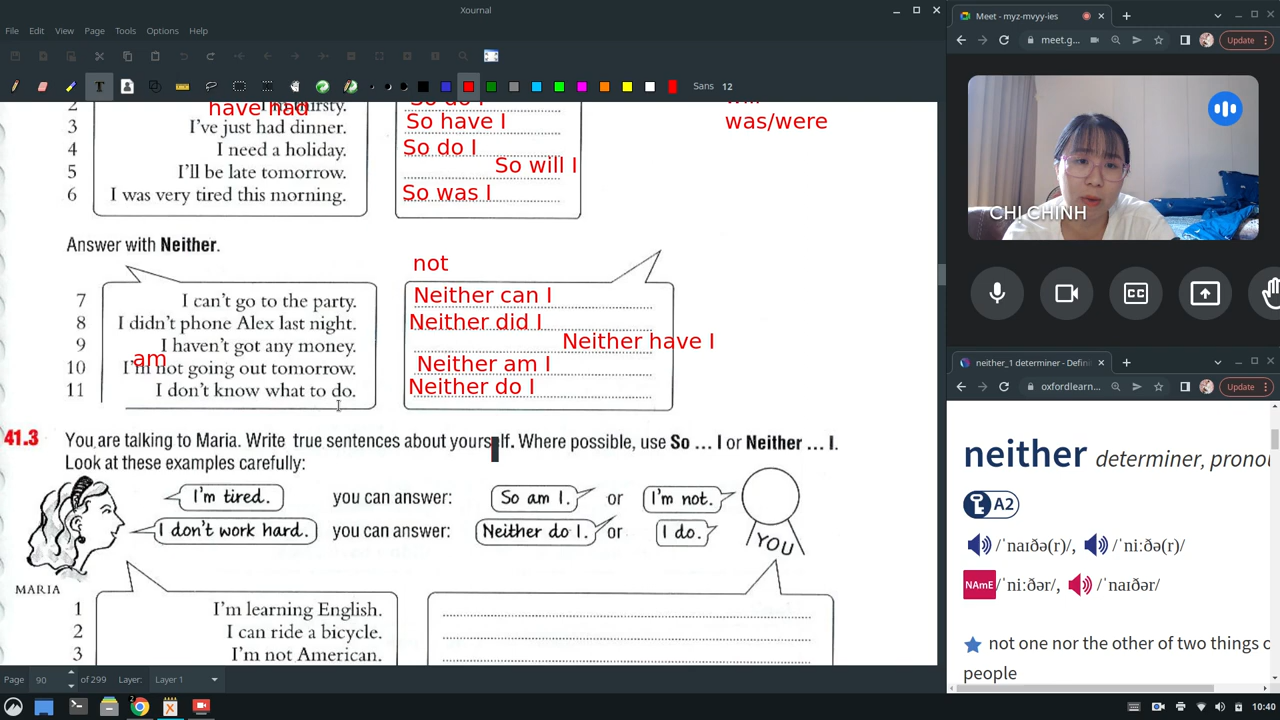 Xournal
File Edit View Page Tools Options Help
Sans 12
have had
2 I'm thirsty. So do I will
3 I've just had dinner. So have I was/were
4 I need a holiday. So do I
5 I'll be late tomorrow. So will I
6 I was very tired this morning. So was I
Answer with Neither.
not
7 I can't go to the party. Neither can I
8 I didn't phone Alex last night. Neither did I
9 I haven't got any money. Neither have I
am
10 I'm not going out tomorrow. Neither am I
11 I don't know what to do. Neither do I
41.3 You are talking to Maria. Write true sentences about yourself. Where possible, use So ... I or Neither ... I.
Look at these examples carefully:
I'm tired. you can answer: So am I. or I'm not.
I don't work hard. you can answer: Neither do I. or I do.
YOU
MARIA
1 I'm learning English.
2 I can ride a bicycle.
3 I'm not American.
Page 90 of 299 Layer: Layer 1
Meet - myz-mvyy-ies
meet.g... Update
CHỊ CHINH
CC
neither_1 determiner - Defini
oxfordlearn... Update
neither determiner, prono
A2
/ˈnaɪðə(r)/, /ˈniːðə(r)/
NAmE /ˈniːðər/, /ˈnaɪðər/
not one nor the other of two things o
people
2
10:40